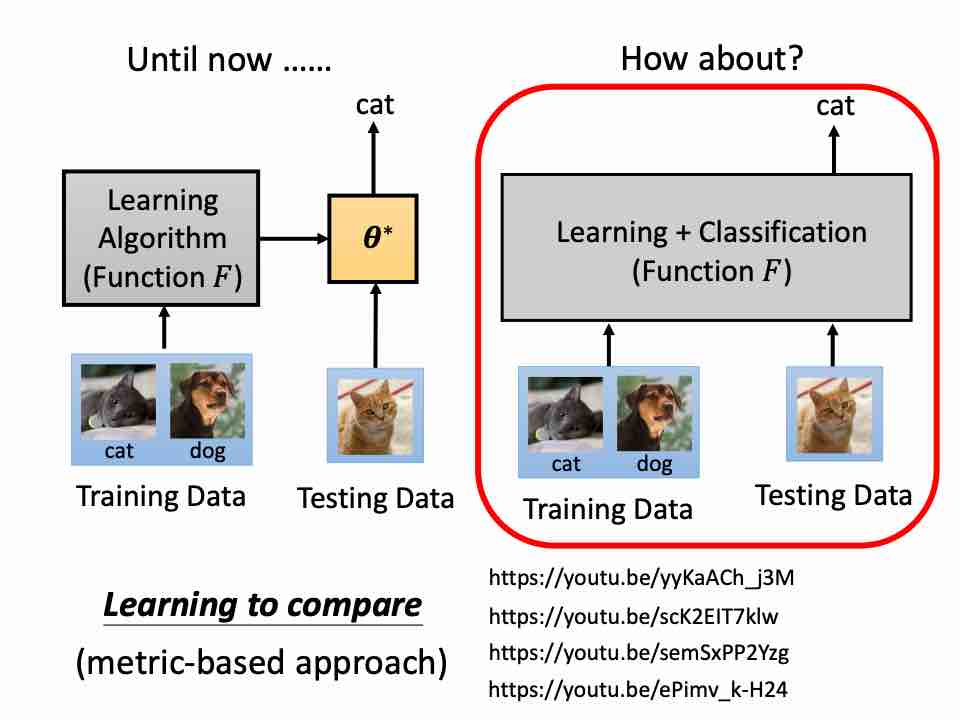 Until now ……
cat
Learning
Algorithm
(Function 𝐹)
𝜽*
cat
dog
Training Data
Testing Data
How about?
cat
Learning + Classification
(Function 𝐹)
cat
dog
Training Data
Testing Data
Learning to compare
(metric-based approach)
https://youtu.be/yyKaACh_j3M
https://youtu.be/scK2EIT7klw
https://youtu.be/semSxPP2Yzg
https://youtu.be/ePimv_k-H24